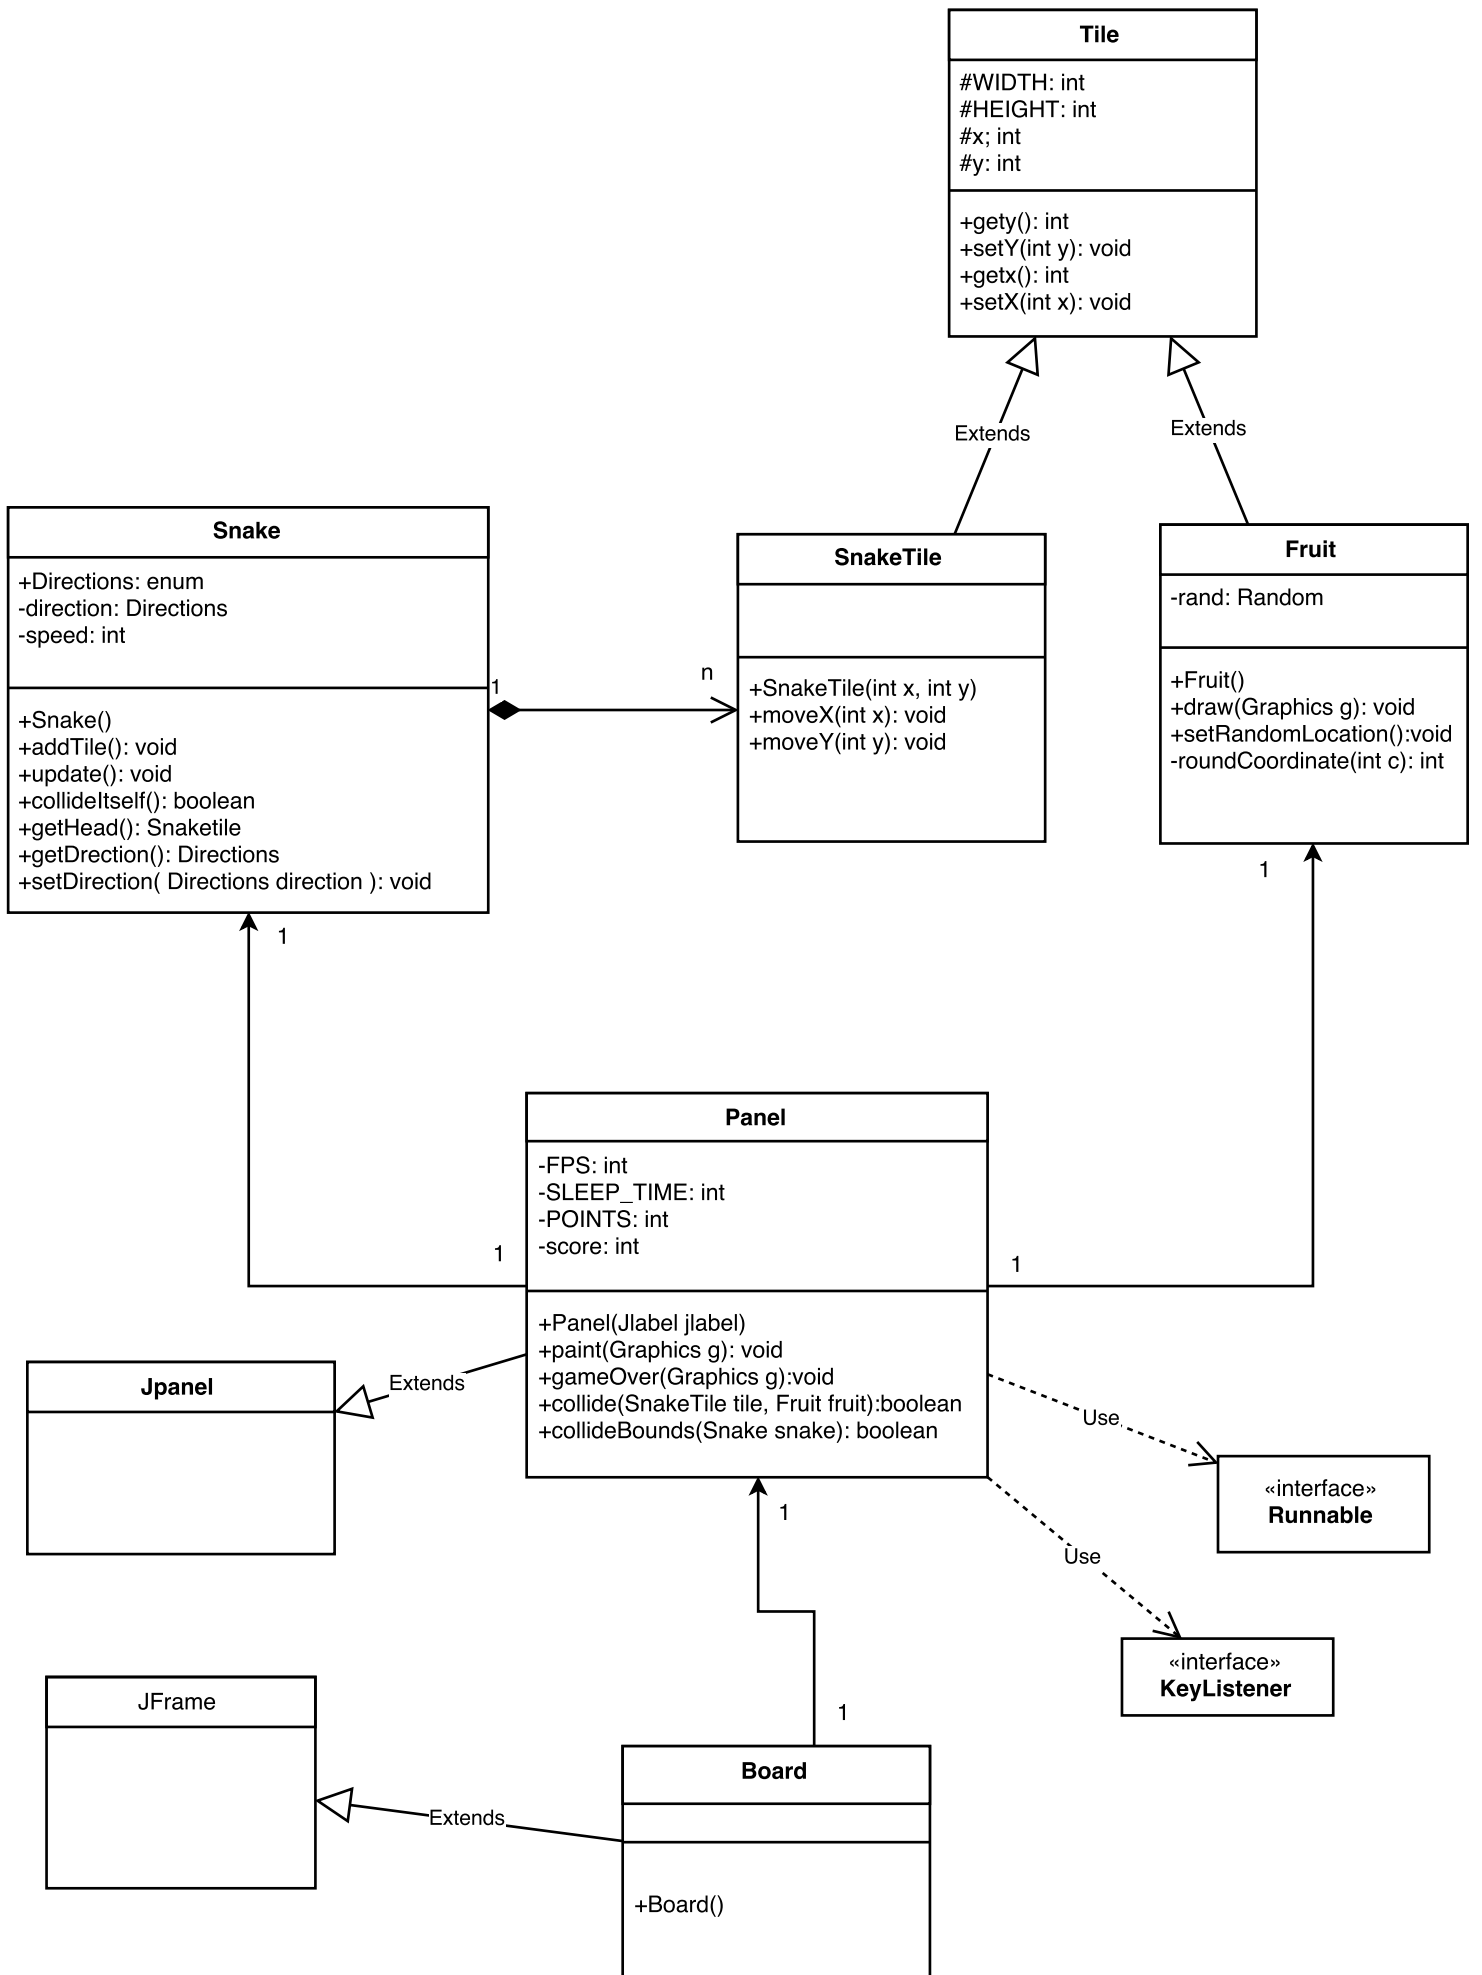 Tile
#WIDTH: int
#HEIGHT: int
#x; int
#y: int
+gety(): int
+setY(int y): void
+getx(): int
+setX(int x): void
Extends
Extends
Snake
+Directions: enum
-direction: Directions
-speed: int
+Snake()
+addTile(): void
+update(): void
+collideItself(): boolean
+getHead(): Snaketile
+getDrection(): Directions
+setDirection( Directions direction ): void
1
n
SnakeTile
+SnakeTile(int x, int y)
+moveX(int x): void
+moveY(int y): void
Fruit
-rand: Random
+Fruit()
+draw(Graphics g): void
+setRandomLocation():void
-roundCoordinate(int c): int
1
1
Panel
-FPS: int
-SLEEP_TIME: int
-POINTS: int
-score: int
+Panel(Jlabel jlabel)
+paint(Graphics g): void
+gameOver(Graphics g):void
+collide(SnakeTile tile, Fruit fruit):boolean
+collideBounds(Snake snake): boolean
1
1
Jpanel
Extends
Use
«interface»
Runnable
Use
«interface»
KeyListener
1
1
JFrame
Extends
Board
+Board()